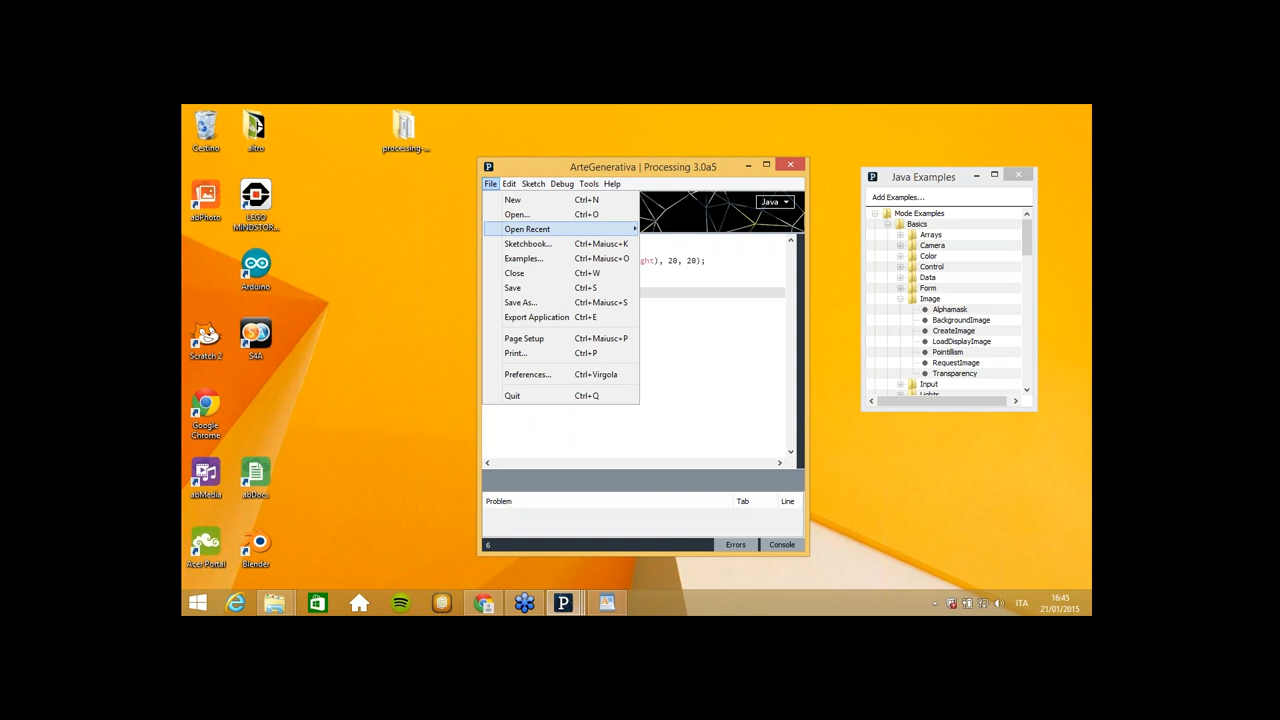 Cestino
altro
processing-...
abPhoto
LEGO
MINDSTOR...
Arduino
Scratch 2
S4A
Google
Chrome
abMedia
abDocs
Acer Portal
Blender
ArteGenerativa | Processing 3.0a5
File Edit Sketch Debug Tools Help
Java
New Ctrl+N
Open... Ctrl+O
Open Recent
Sketchbook... Ctrl+Maiusc+K
Examples... Ctrl+Maiusc+O
Close Ctrl+W
Save Ctrl+S
Save As... Ctrl+Maiusc+S
Export Application Ctrl+E
Page Setup Ctrl+Maiusc+P
Print... Ctrl+P
Preferences... Ctrl+Virgola
Quit Ctrl+Q
ght), 20, 20);
Problem Tab Line
6 Errors Console
Java Examples
Add Examples...
Mode Examples
Basics
Arrays
Camera
Color
Control
Data
Form
Image
Alphamask
BackgroundImage
CreateImage
LoadDisplayImage
Pointillism
RequestImage
Transparency
Input
Lights
ITA
16:45
21/01/2015